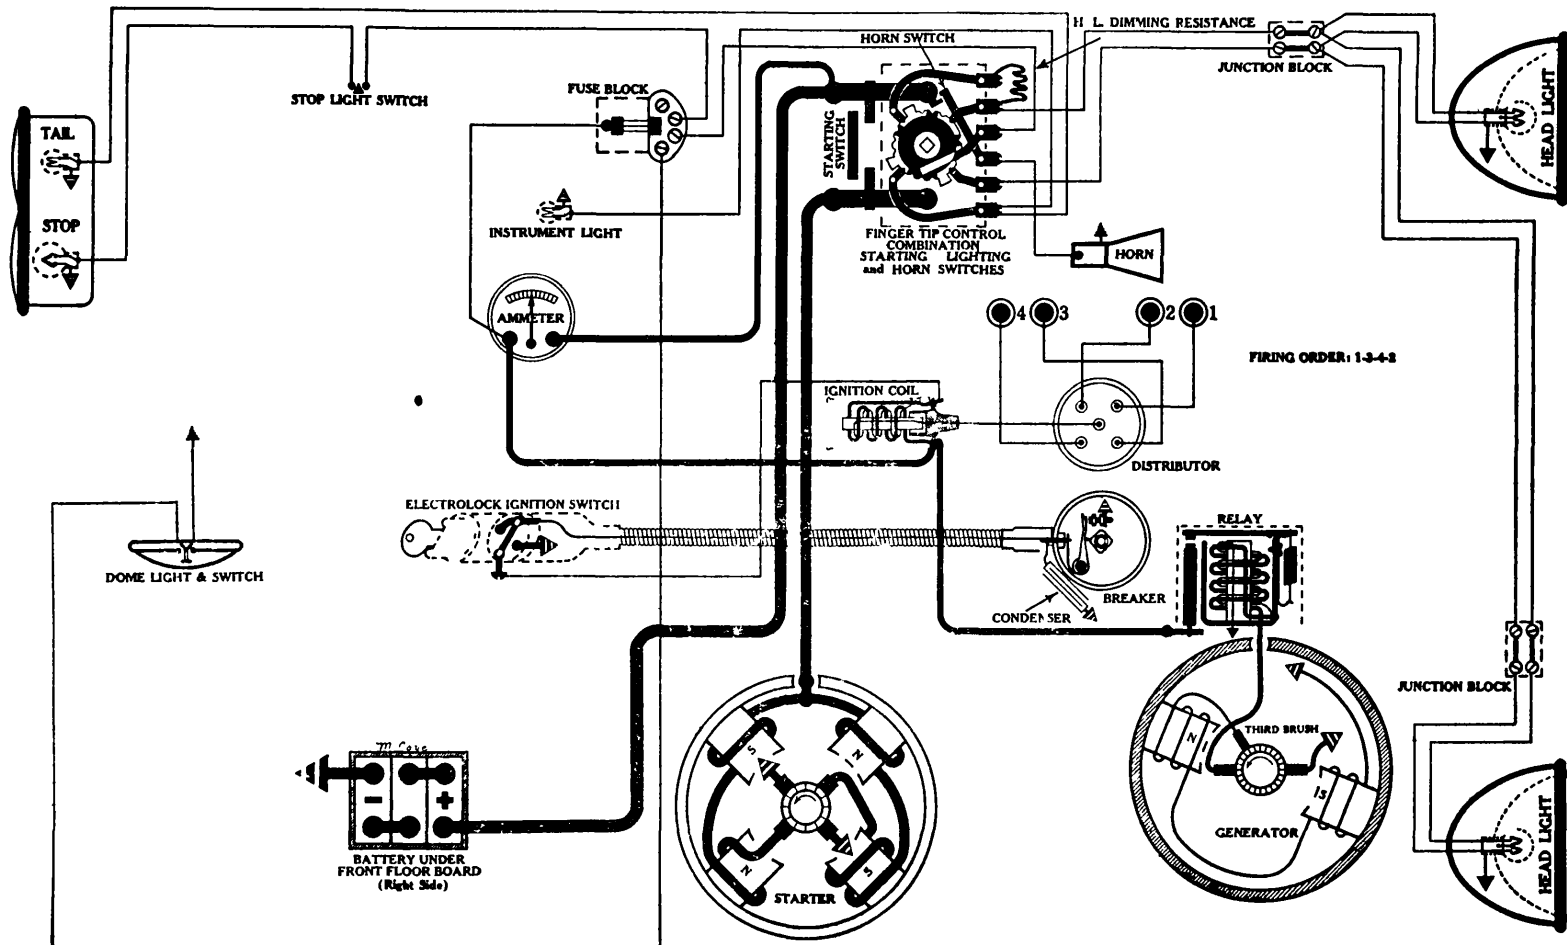 H. L. DIMMING RESISTANCE
HORN SWITCH
JUNCTION BLOCK
STOP LIGHT SWITCH
FUSE BLOCK
TAIL
STOP
STARTING
SWITCH
HEAD LIGHT
INSTRUMENT LIGHT
FINGER TIP CONTROL
COMBINATION
STARTING LIGHTING
and HORN SWITCHES
HORN
AMMETER
4 3 2 1
FIRING ORDER: 1-3-4-2
IGNITION COIL
DISTRIBUTOR
ELECTROLOCK IGNITION SWITCH
RELAY
DOME LIGHT & SWITCH
BREAKER
CONDENSER
JUNCTION BLOCK
THIRD BRUSH
N
S
GENERATOR
S
N
N
S
STARTER
- +
BATTERY UNDER
FRONT FLOOR BOARD
(Right Side)
HEAD LIGHT